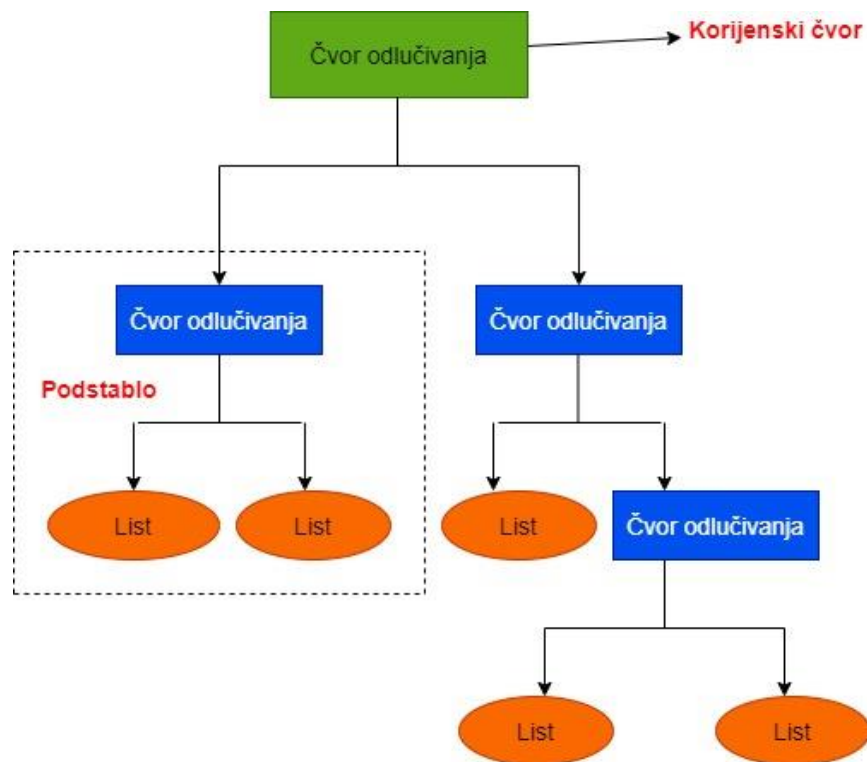 Čvor odlučivanja
Korijenski čvor
Čvor odlučivanja
Čvor odlučivanja
Podstablo
List
List
List
Čvor odlučivanja
List
List